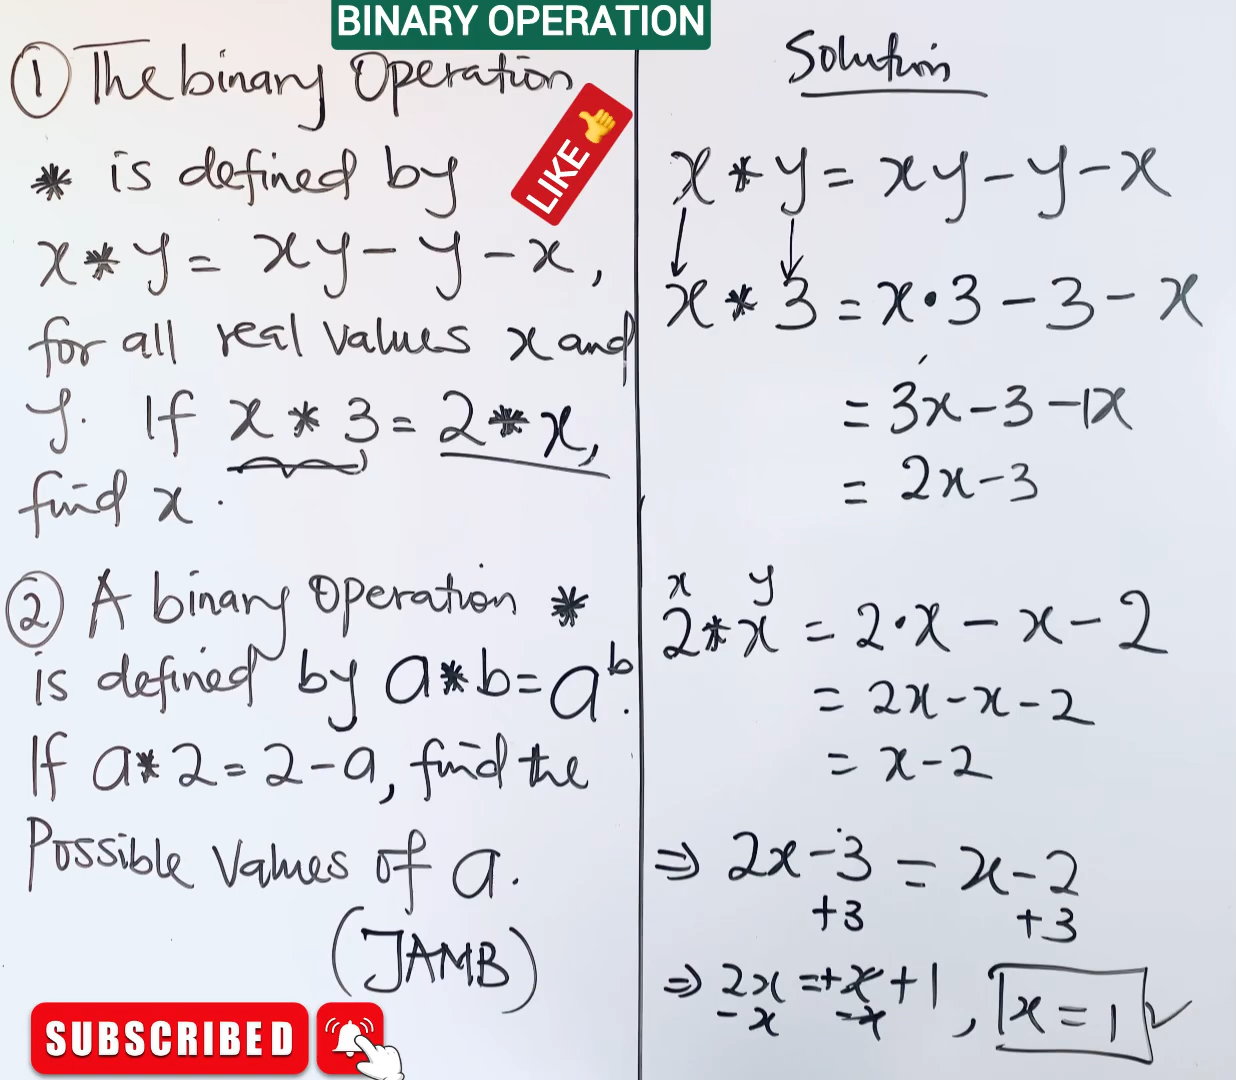 BINARY OPERATION
① The binary Operation
* is defined by
x * y = xy - y - x,
for all real values x and
y. If x * 3 = 2 * x,
find x.
② A binary Operation *
is defined by a * b = a^b.
If a * 2 = 2 - a, find the
Possible Values of a.
(JAMB)
LIKE 👍
SUBSCRIBED
Solution
x * y = xy - y - x
x * 3 = x · 3 - 3 - x
= 3x - 3 - 1x
= 2x - 3
x y
2 * x = 2 · x - x - 2
= 2x - x - 2
= x - 2
⇒ 2x - 3 = x - 2
+3 +3
⇒ 2x = +x + 1, x = 1 ✓
-x -x